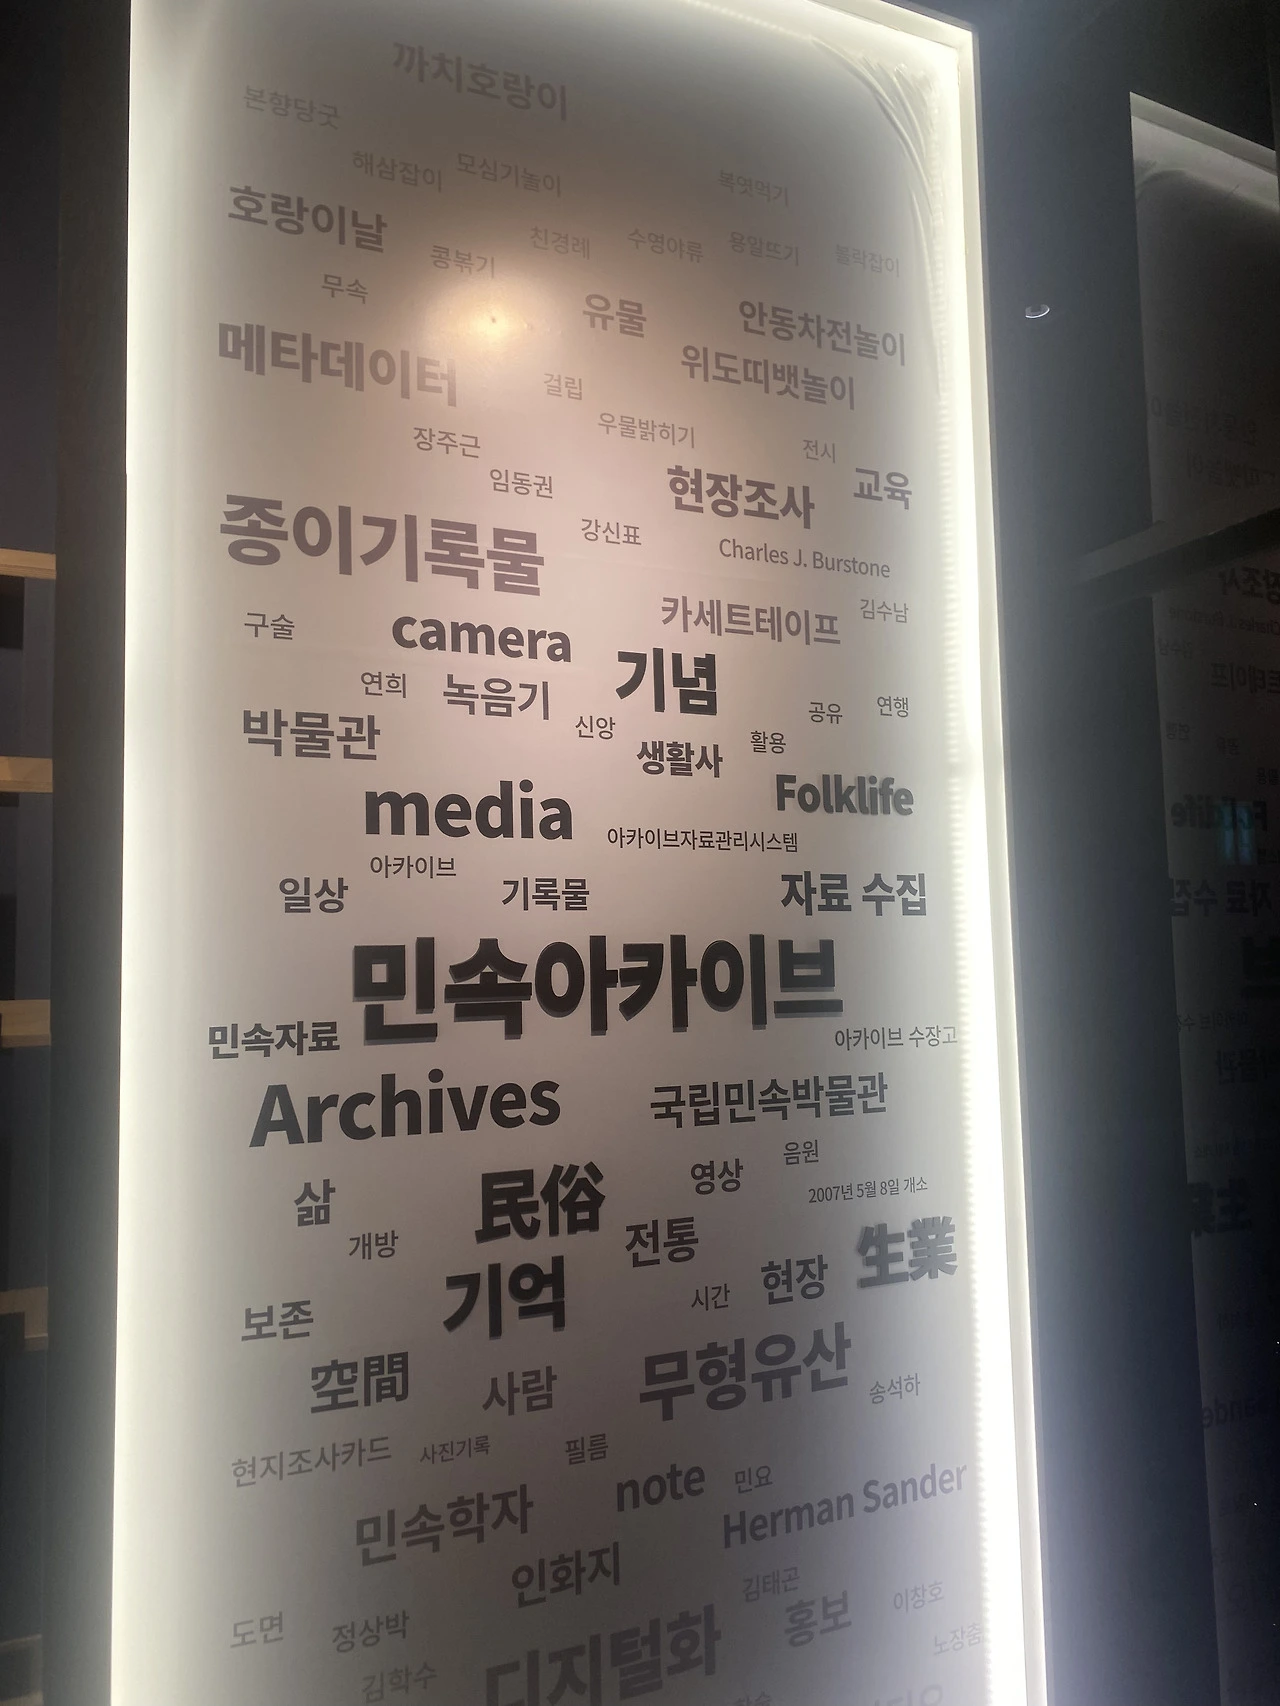 까치호랑이
본향당굿
해삼잡이 모심기놀이 복엿먹기
호랑이날 친경례 수영야류 용알뜨기 볼락잡이
콩볶기
무속 유물 안동차전놀이
메타데이터 위도띠뱃놀이
걸립
장주근 우물밝히기 전시
임동권 현장조사 교육
종이기록물 강신표 Charles J. Burstone
구술 camera 카세트테이프 김수남
연희 녹음기 기념 공유 연행
박물관 신앙 생활사 활용
media Folklife
아카이브자료관리시스템
아카이브
일상 기록물 자료 수집
민속아카이브
민속자료 아카이브 수장고
Archives 국립민속박물관
삶 民俗 영상 음원
2007년 5월 8일 개소
개방 전통 生業
기억 시간 현장
보존
空間 사람 무형유산 송석하
현지조사카드 사진기록 필름
민속학자 note 민요 Herman Sander
인화지 김태곤
도면 정상박 디지털화 홍보 이창호
김학수 노장춤